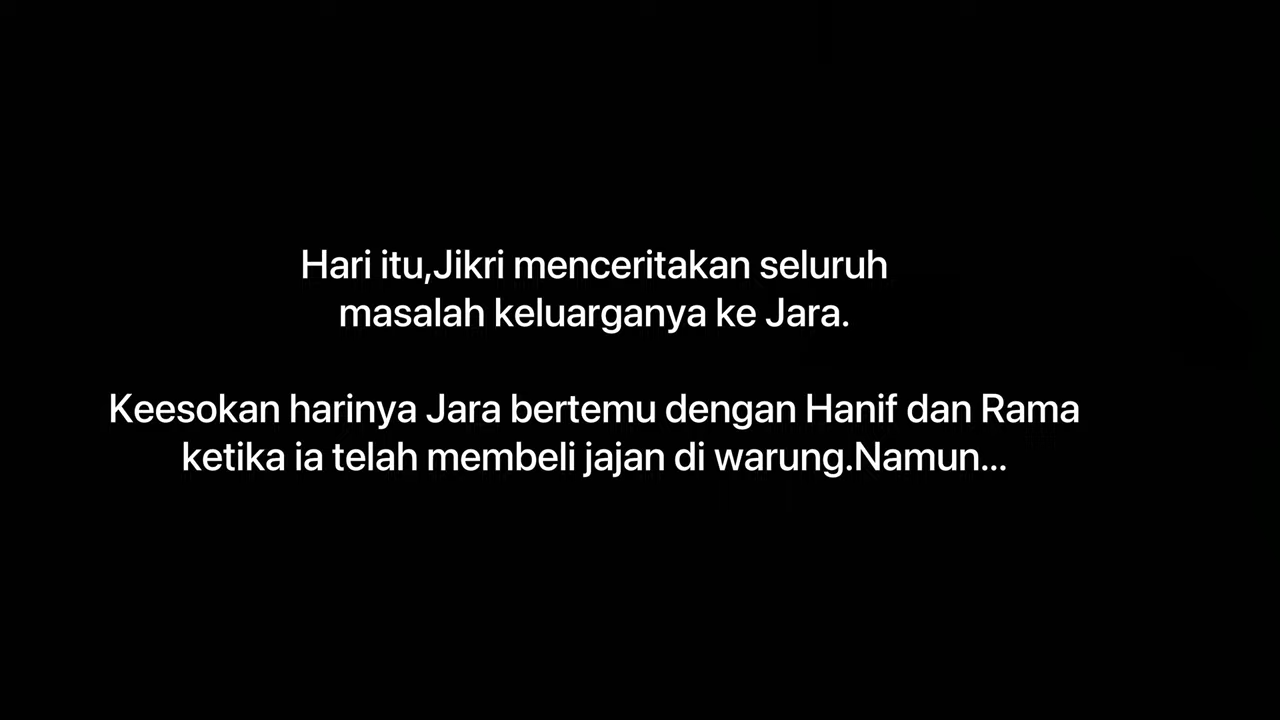 Hari itu,Jikri menceritakan seluruh
masalah keluarganya ke Jara.
Keesokan harinya Jara bertemu dengan Hanif dan Rama
ketika ia telah membeli jajan di warung.Namun...